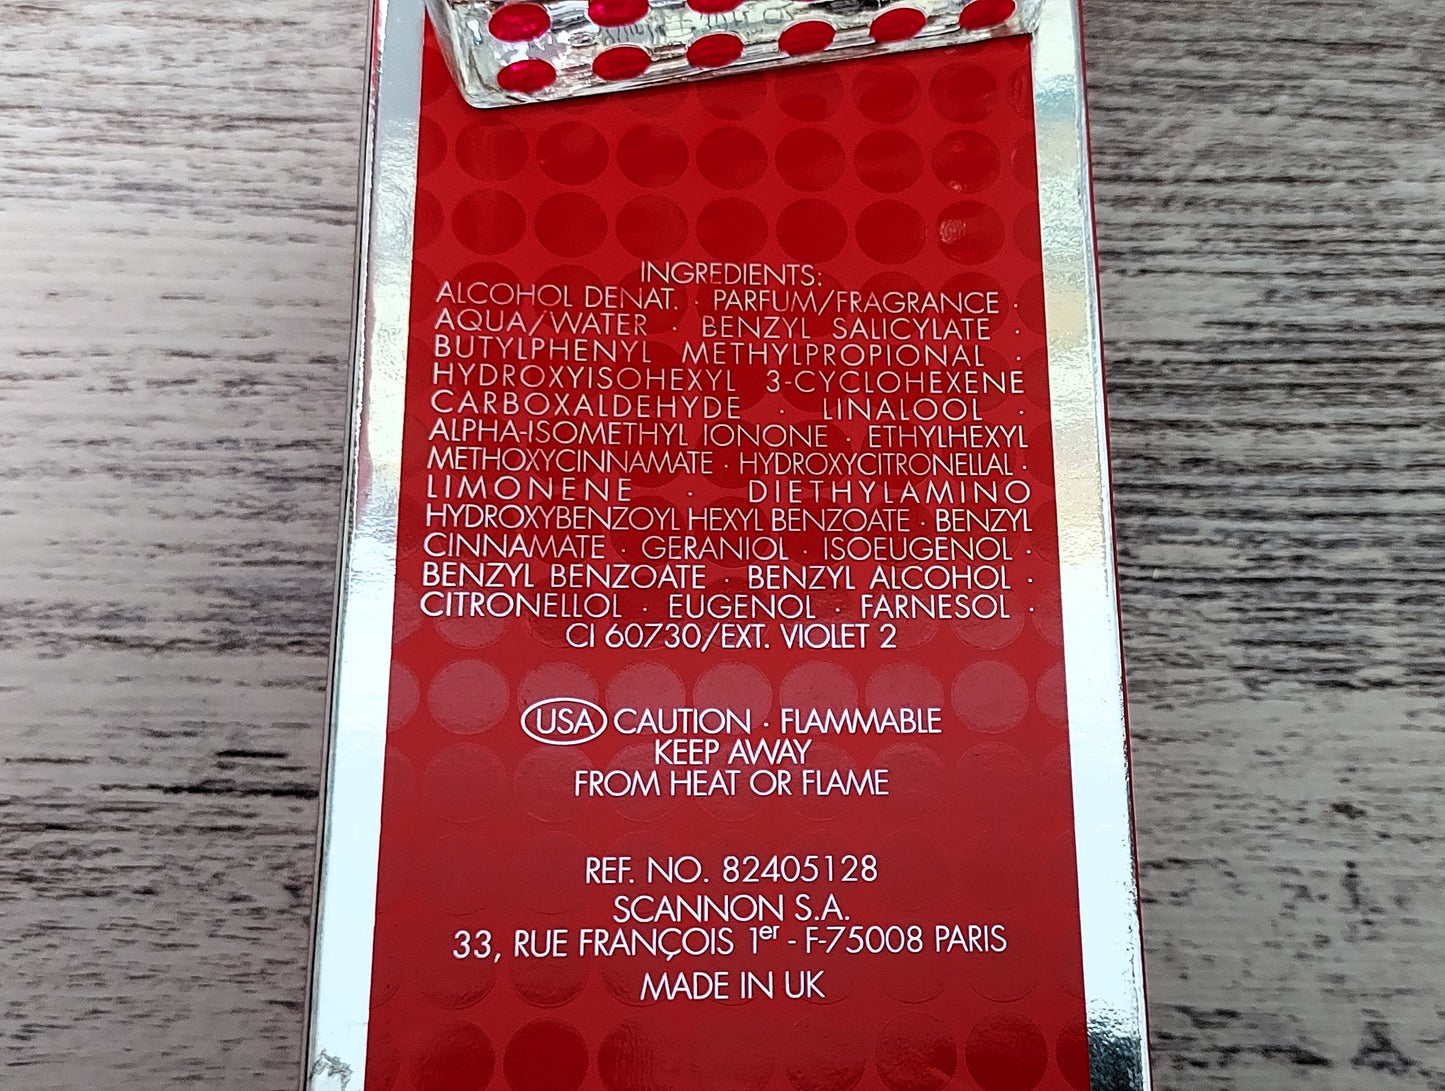 INGREDIENTS:
ALCOHOL DENAT. · PARFUM/FRAGRANCE ·
AQUA/WATER · BENZYL SALICYLATE ·
BUTYLPHENYL METHYLPROPIONAL ·
HYDROXYISOHEXYL 3-CYCLOHEXENE
CARBOXALDEHYDE · LINALOOL ·
ALPHA-ISOMETHYL IONONE · ETHYLHEXYL
METHOXYCINNAMATE · HYDROXYCITRONELLAL ·
LIMONENE · DIETHYLAMINO
HYDROXYBENZOYL HEXYL BENZOATE · BENZYL
CINNAMATE · GERANIOL · ISOEUGENOL ·
BENZYL BENZOATE · BENZYL ALCOHOL ·
CITRONELLOL · EUGENOL · FARNESOL ·
CI 60730/EXT. VIOLET 2
USA CAUTION · FLAMMABLE
KEEP AWAY
FROM HEAT OR FLAME
REF. NO. 82405128
SCANNON S.A.
33, RUE FRANÇOIS 1er - F-75008 PARIS
MADE IN UK